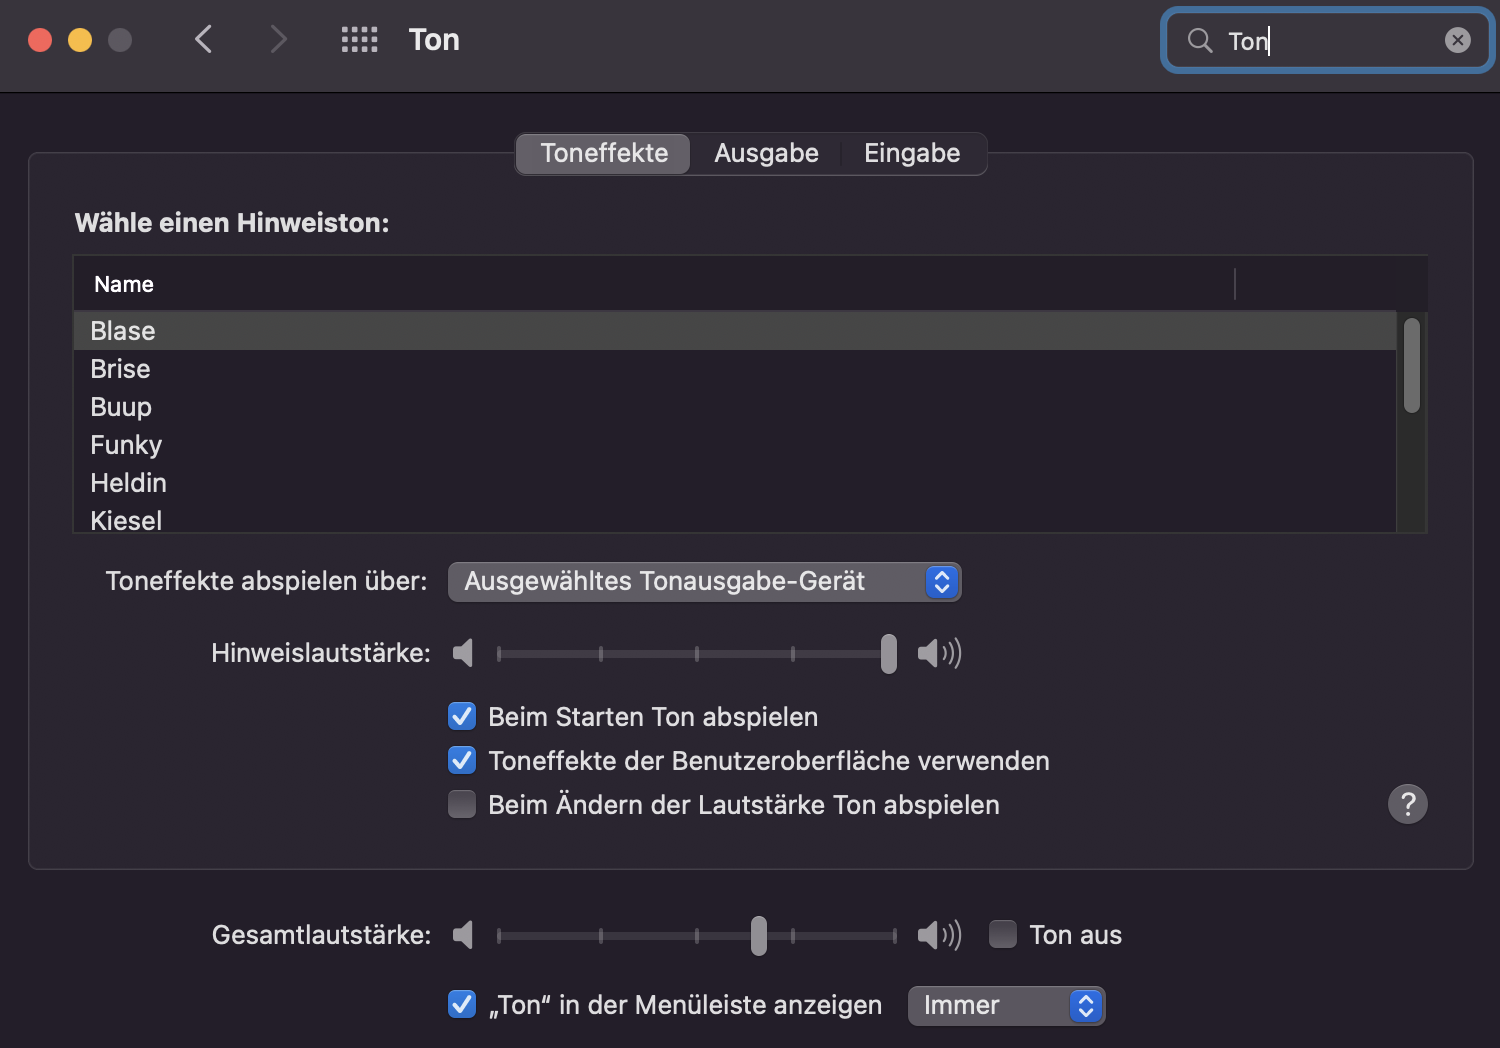 Ton
Ton
Toneffekte Ausgabe Eingabe
Wähle einen Hinweiston:
Name
Blase
Brise
Buup
Funky
Heldin
Kiesel
Toneffekte abspielen über: Ausgewähltes Tonausgabe-Gerät
Hinweislautstärke:
Beim Starten Ton abspielen
Toneffekte der Benutzeroberfläche verwenden
Beim Ändern der Lautstärke Ton abspielen
?
Gesamtlautstärke: Ton aus
„Ton“ in der Menüleiste anzeigen Immer